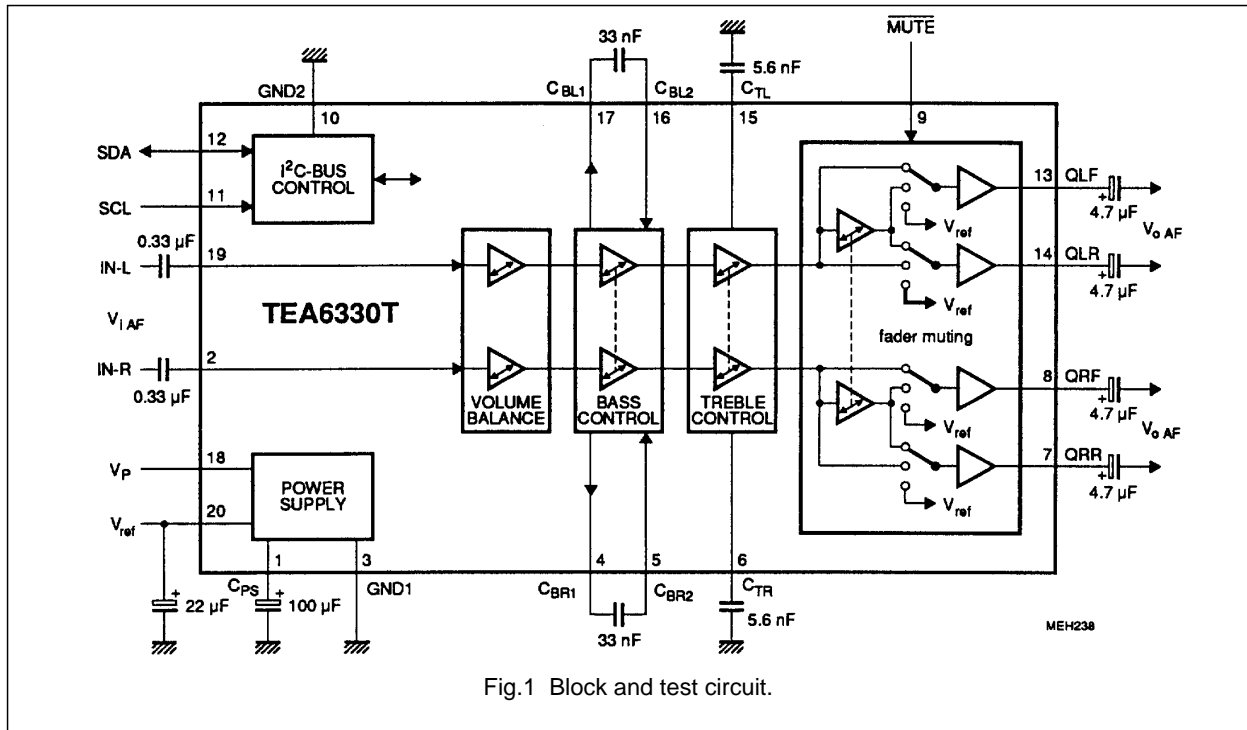 MUTE
33 nF
5.6 nF
GND2
C BL1
C BL2
C TL
10
17
16
15
9
12
SDA
I²C-BUS
CONTROL
11
SCL
13
QLF
+
4.7 µF
V ref
V o AF
0.33 µF
19
IN-L
14
QLR
+
4.7 µF
V ref
TEA6330T
V i AF
fader muting
2
IN-R
0.33 µF
8
QRF
+
4.7 µF
VOLUME
BALANCE
BASS
CONTROL
TREBLE
CONTROL
V ref
V o AF
7
QRR
+
4.7 µF
V ref
18
V P
POWER
SUPPLY
20
V ref
1
3
4
5
6
C PS
GND1
C BR1
C BR2
C TR
+
22 µF
+
100 µF
33 nF
5.6 nF
MEH238
Fig.1 Block and test circuit.